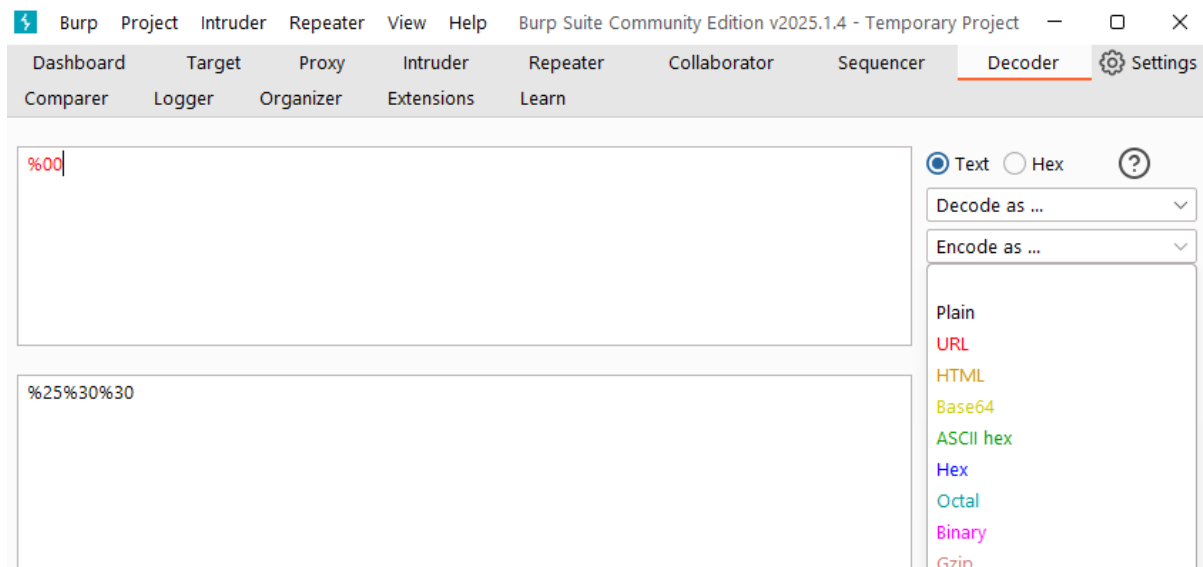 Burp Project Intruder Repeater View Help Burp Suite Community Edition v2025.1.4 - Temporary Project
Dashboard Target Proxy Intruder Repeater Collaborator Sequencer Decoder Settings
Comparer Logger Organizer Extensions Learn
%00
Text Hex ?
Decode as ...
Encode as ...
Plain
URL
HTML
Base64
ASCII hex
Hex
Octal
Binary
Gzip
%25%30%30